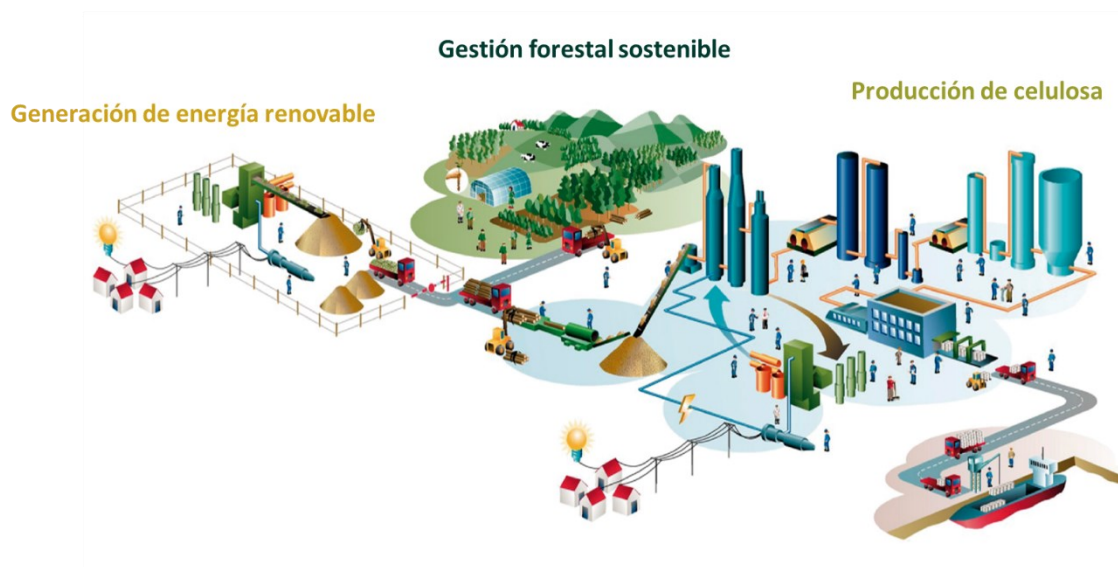 Gestión forestal sostenible
Producción de celulosa
Generación de energía renovable